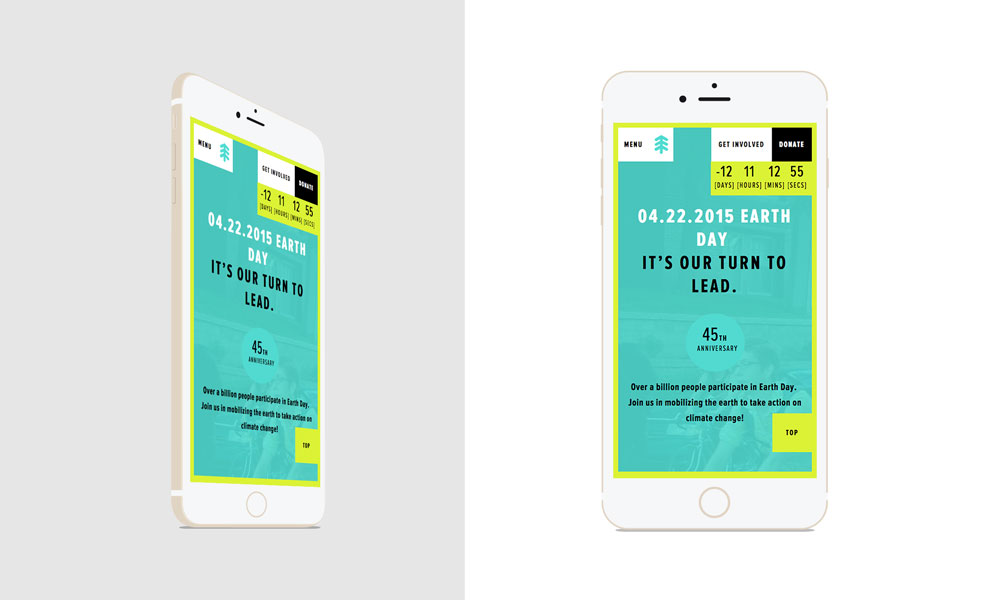 MENU
GET INVOLVED
DONATE
-12 11 12 55
[DAYS] [HOURS] [MINS] [SECS]
04.22.2015 EARTH
DAY
IT'S OUR TURN TO
LEAD.
45TH
ANNIVERSARY
Over a billion people participate in Earth Day.
Join us in mobilizing the earth to take action on
climate change!
TOP
MENU
GET INVOLVED
DONATE
-12 11 12 55
[DAYS] [HOURS] [MINS] [SECS]
04.22.2015 EARTH
DAY
IT'S OUR TURN TO
LEAD.
45TH
ANNIVERSARY
Over a billion people participate in Earth Day.
Join us in mobilizing the earth to take action on
climate change!
TOP